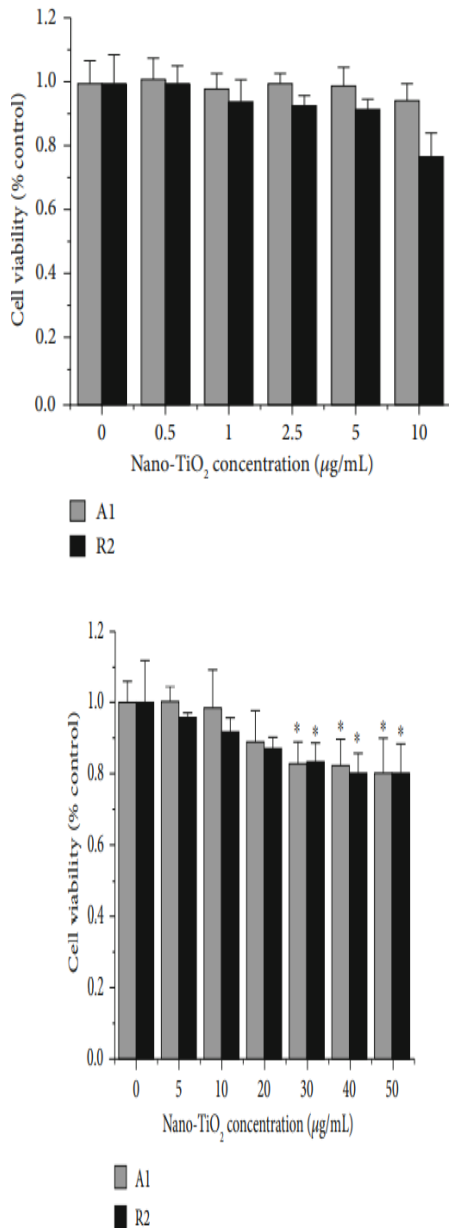 1.2
1.0
0.8
0.6
0.4
0.2
0.0
Cell viability (% control)
0 0.5 1 2.5 5 10
Nano-TiO₂ concentration (μg/mL)
A1
R2
1.2
1.0
0.8
0.6
0.4
0.2
0.0
Cell viability (% control)
* * * * * *
0 5 10 20 30 40 50
Nano-TiO₂ concentration (μg/mL)
A1
R2